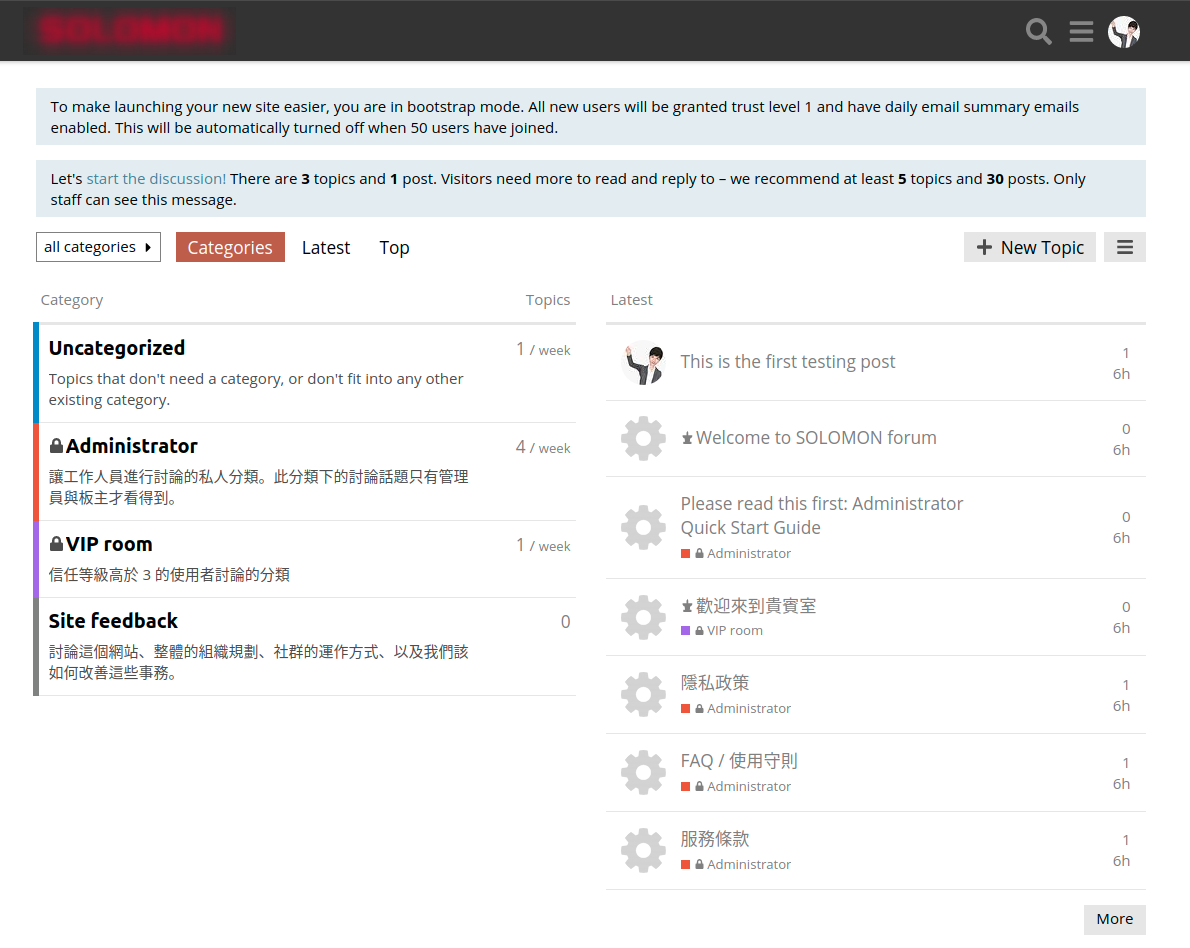 SOLOMON
To make launching your new site easier, you are in bootstrap mode. All new users will be granted trust level 1 and have daily email summary emails
enabled. This will be automatically turned off when 50 users have joined.
Let's start the discussion! There are 3 topics and 1 post. Visitors need more to read and reply to – we recommend at least 5 topics and 30 posts. Only
staff can see this message.
all categories Categories Latest Top New Topic
Category Topics
Uncategorized 1 / week
Topics that don't need a category, or don't fit into any other
existing category.
Administrator 4 / week
讓工作人員進行討論的私人分類。此分類下的討論話題只有管理
員與板主才看得到。
VIP room 1 / week
信任等級高於 3 的使用者討論的分類
Site feedback 0
討論這個網站、整體的組織規劃、社群的運作方式、以及我們該
如何改善這些事務。
Latest
This is the first testing post 1
6h
Welcome to SOLOMON forum 0
6h
Please read this first: Administrator
Quick Start Guide 0
Administrator 6h
歡迎來到貴賓室 0
VIP room 6h
隱私政策 1
Administrator 6h
FAQ / 使用守則 1
Administrator 6h
服務條款 1
Administrator 6h
More